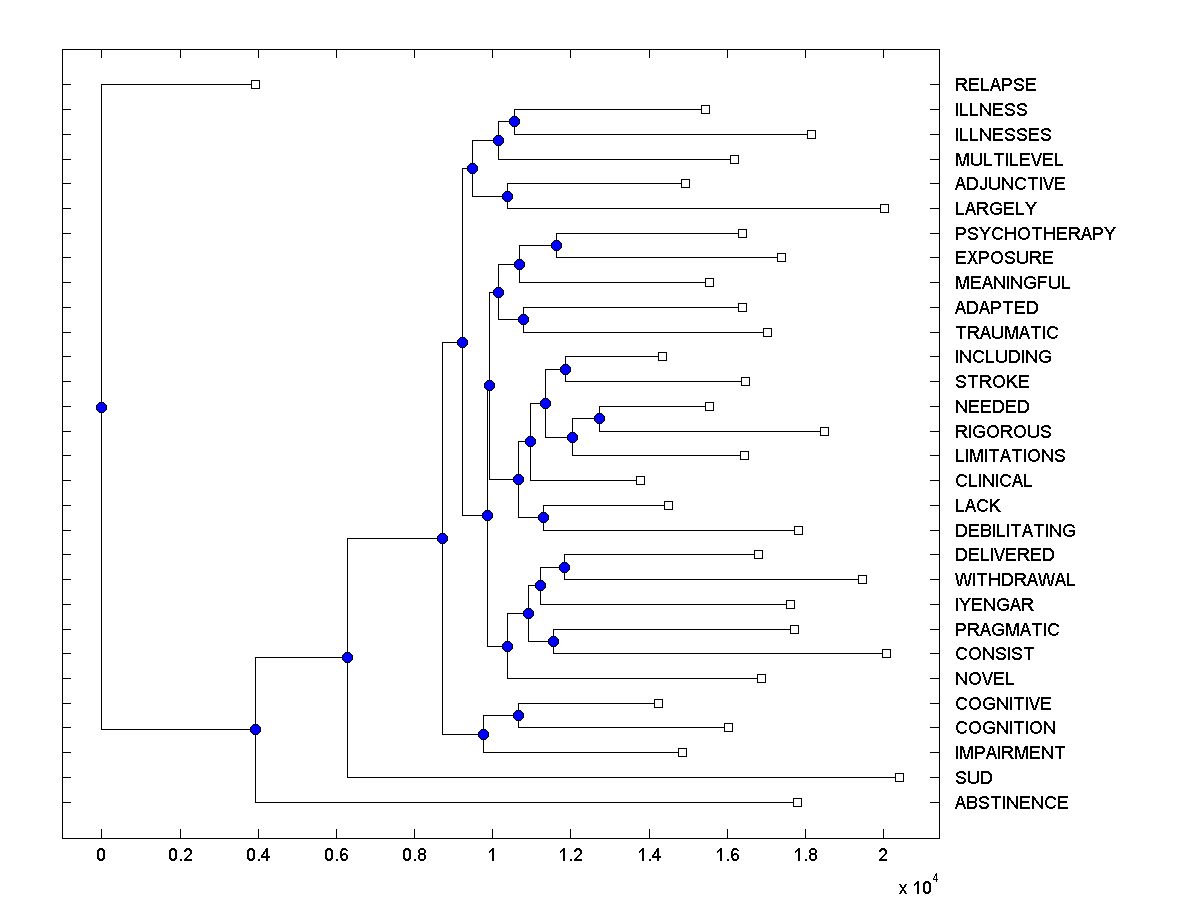 RELAPSE
ILLNESS
ILLNESSES
MULTILEVEL
ADJUNCTIVE
LARGELY
PSYCHOTHERAPY
EXPOSURE
MEANINGFUL
ADAPTED
TRAUMATIC
INCLUDING
STROKE
NEEDED
RIGOROUS
LIMITATIONS
CLINICAL
LACK
DEBILITATING
DELIVERED
WITHDRAWAL
IYENGAR
PRAGMATIC
CONSIST
NOVEL
COGNITIVE
COGNITION
IMPAIRMENT
SUD
ABSTINENCE
0 0.2 0.4 0.6 0.8 1 1.2 1.4 1.6 1.8 2
x 10^4